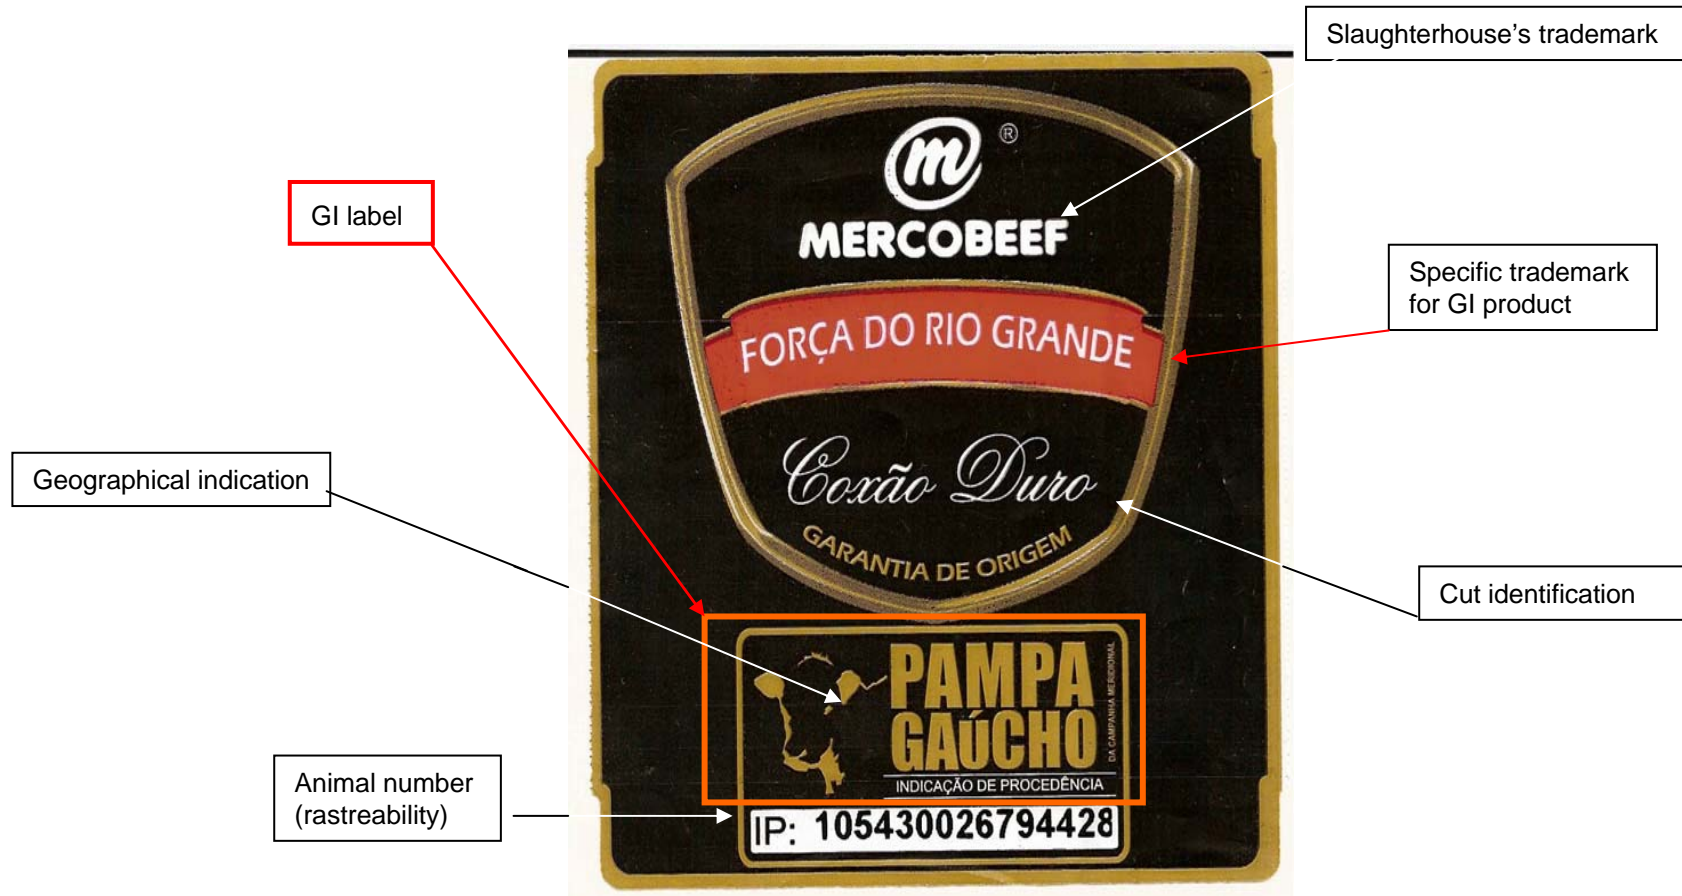 Slaughterhouse’s trademark
GI label
m ®
MERCOBEEF
Specific trademark
for GI product
FORÇA DO RIO GRANDE
Geographical indication
Coxão Duro
GARANTIA DE ORIGEM
Cut identification
PAMPA
GAúCHO
DA CAMPANHA MERIDIONAL
INDICAÇÃO DE PROCEDÊNCIA
Animal number
(rastreability)
IP: 105430026794428